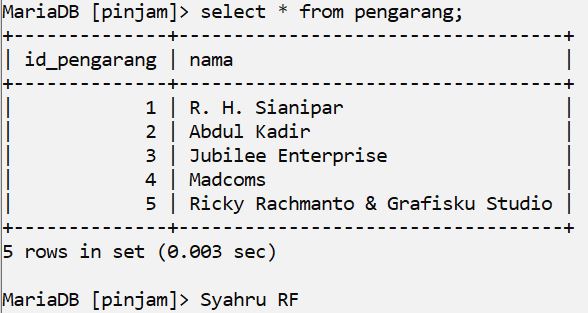 MariaDB [pinjam]> select * from pengarang;
+--------------+----------------------------------+
| id_pengarang | nama                             |
+--------------+----------------------------------+
|            1 | R. H. Sianipar                   |
|            2 | Abdul Kadir                      |
|            3 | Jubilee Enterprise               |
|            4 | Madcoms                          |
|            5 | Ricky Rachmanto & Grafisku Studio |
+--------------+----------------------------------+
5 rows in set (0.003 sec)
MariaDB [pinjam]> Syahru RF